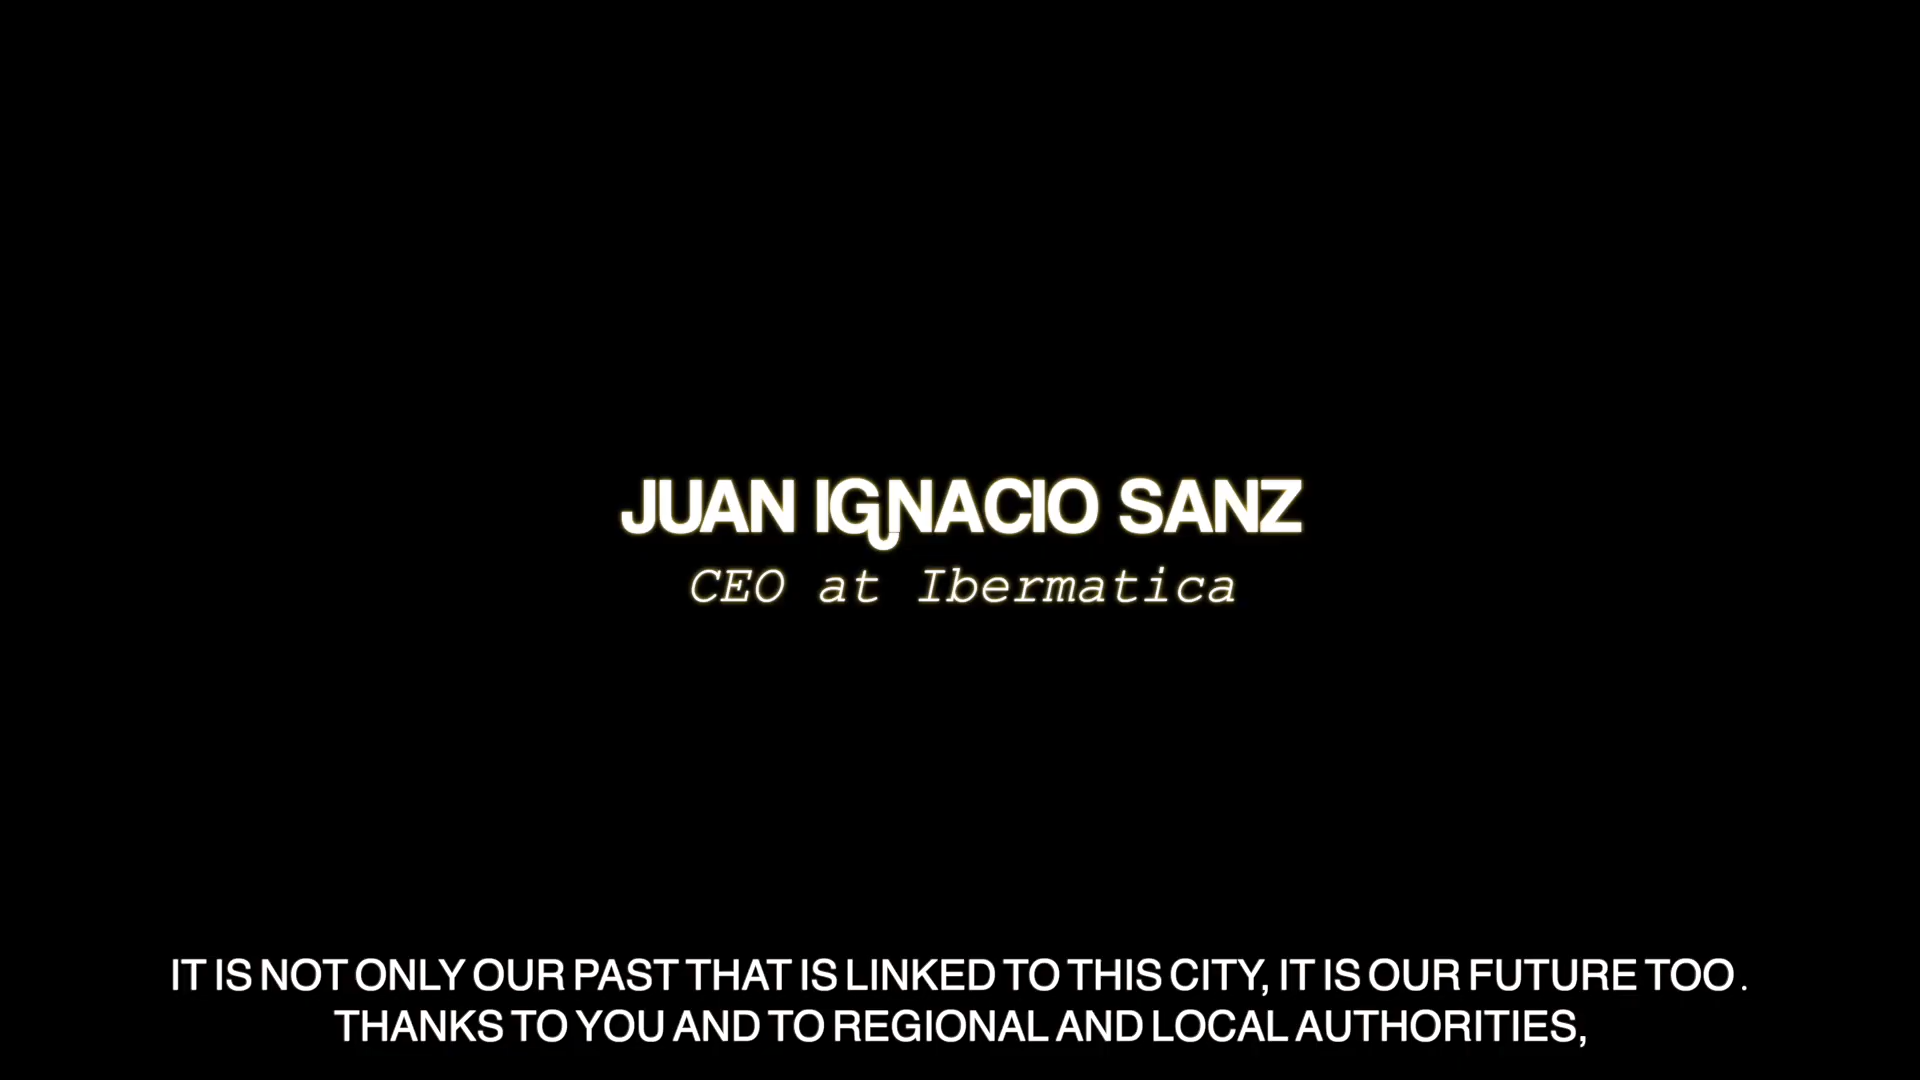 JUAN IGNACIO SANZ
CEO at Ibermatica
IT IS NOT ONLY OUR PAST THAT IS LINKED TO THIS CITY, IT IS OUR FUTURE TOO.
THANKS TO YOU AND TO REGIONAL AND LOCAL AUTHORITIES,